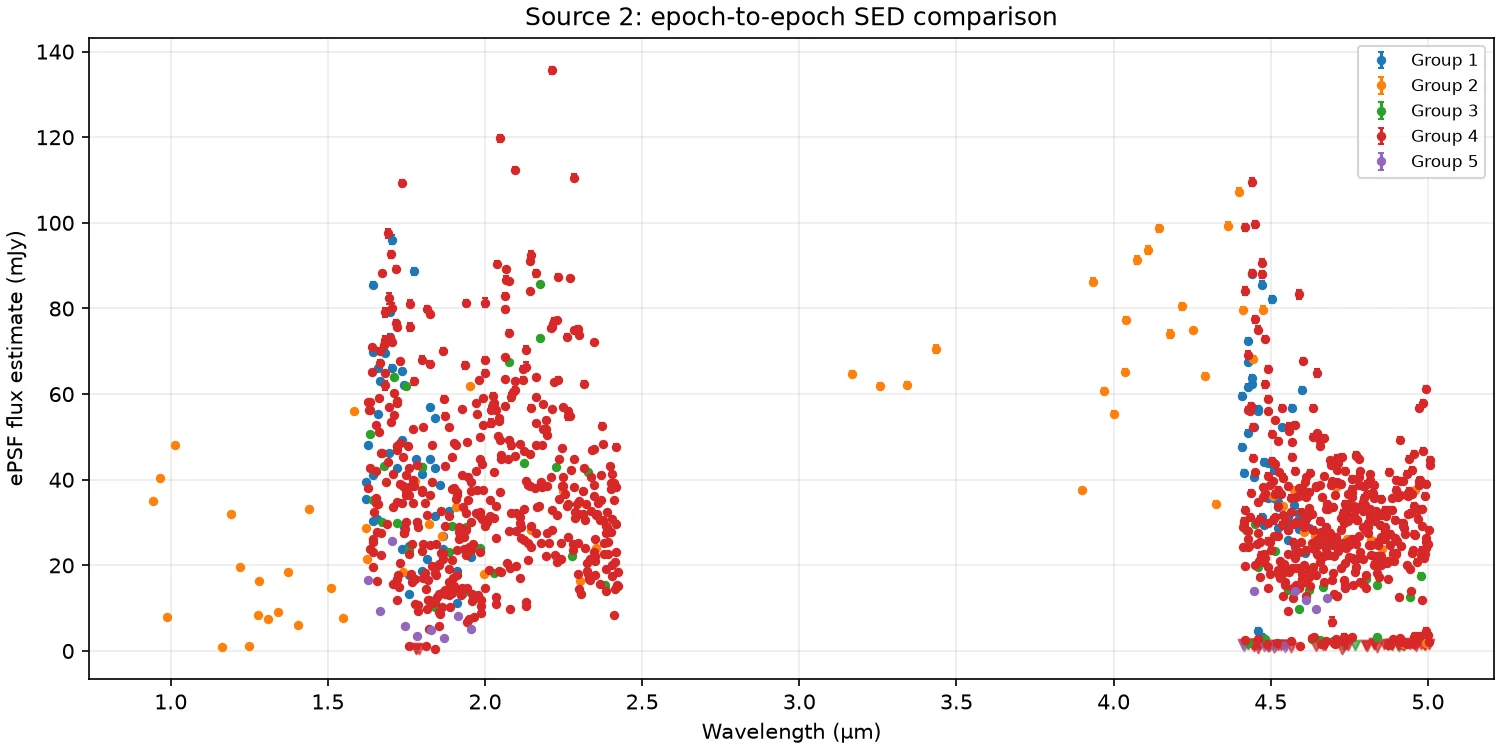 Source 2: epoch-to-epoch SED comparison
140
120
100
80
60
40
20
0
ePSF flux estimate (mJy)
Group 1
Group 2
Group 3
Group 4
Group 5
1.0 1.5 2.0 2.5 3.0 3.5 4.0 4.5 5.0
Wavelength (µm)